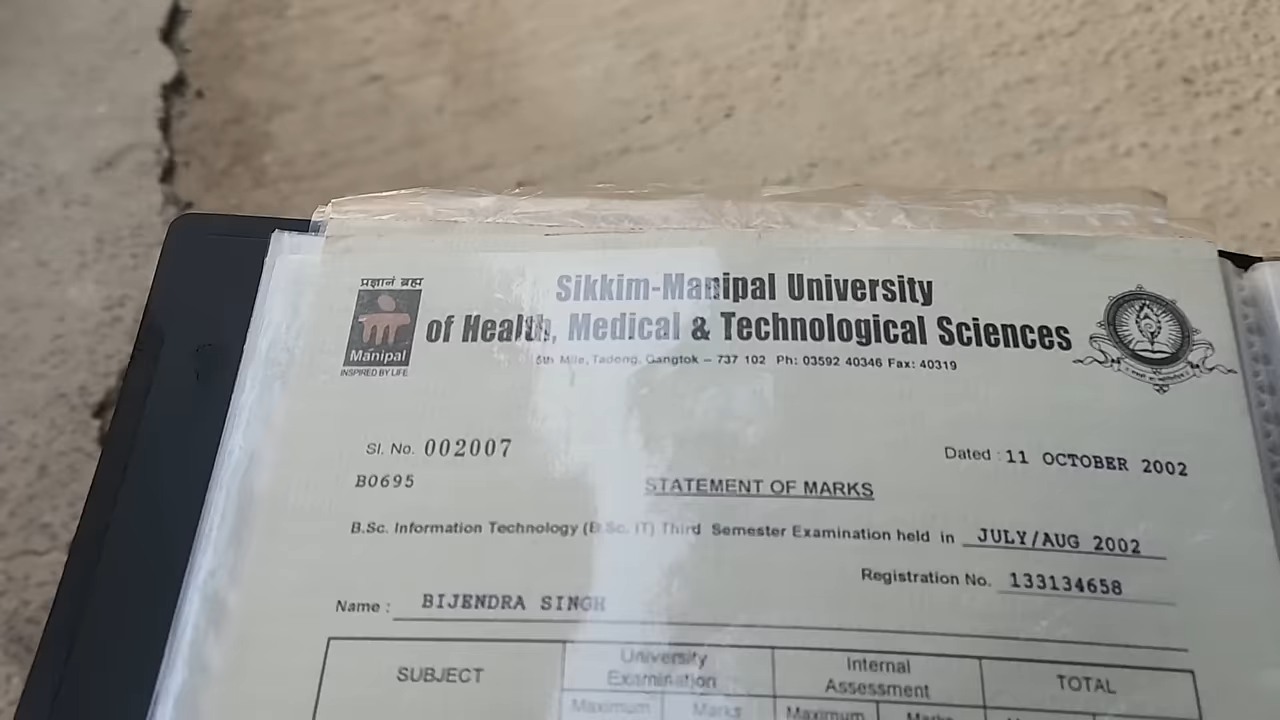 प्रज्ञानं ब्रह्म
Manipal
INSPIRED BY LIFE
Sikkim-Manipal University
of Health, Medical & Technological Sciences
5th Mile, Tadong, Gangtok – 737 102 Ph: 03592 40346 Fax: 40319
Sl. No. 002007
Dated : 11 OCTOBER 2002
B0695
STATEMENT OF MARKS
B.Sc. Information Technology (B.Sc. IT) Third Semester Examination held in JULY/AUG 2002
Registration No. 133134658
Name : BIJENDRA SINGH
SUBJECT
University
Examination
Internal
Assessment
TOTAL
Maximum
Marks
Maximum
Marks